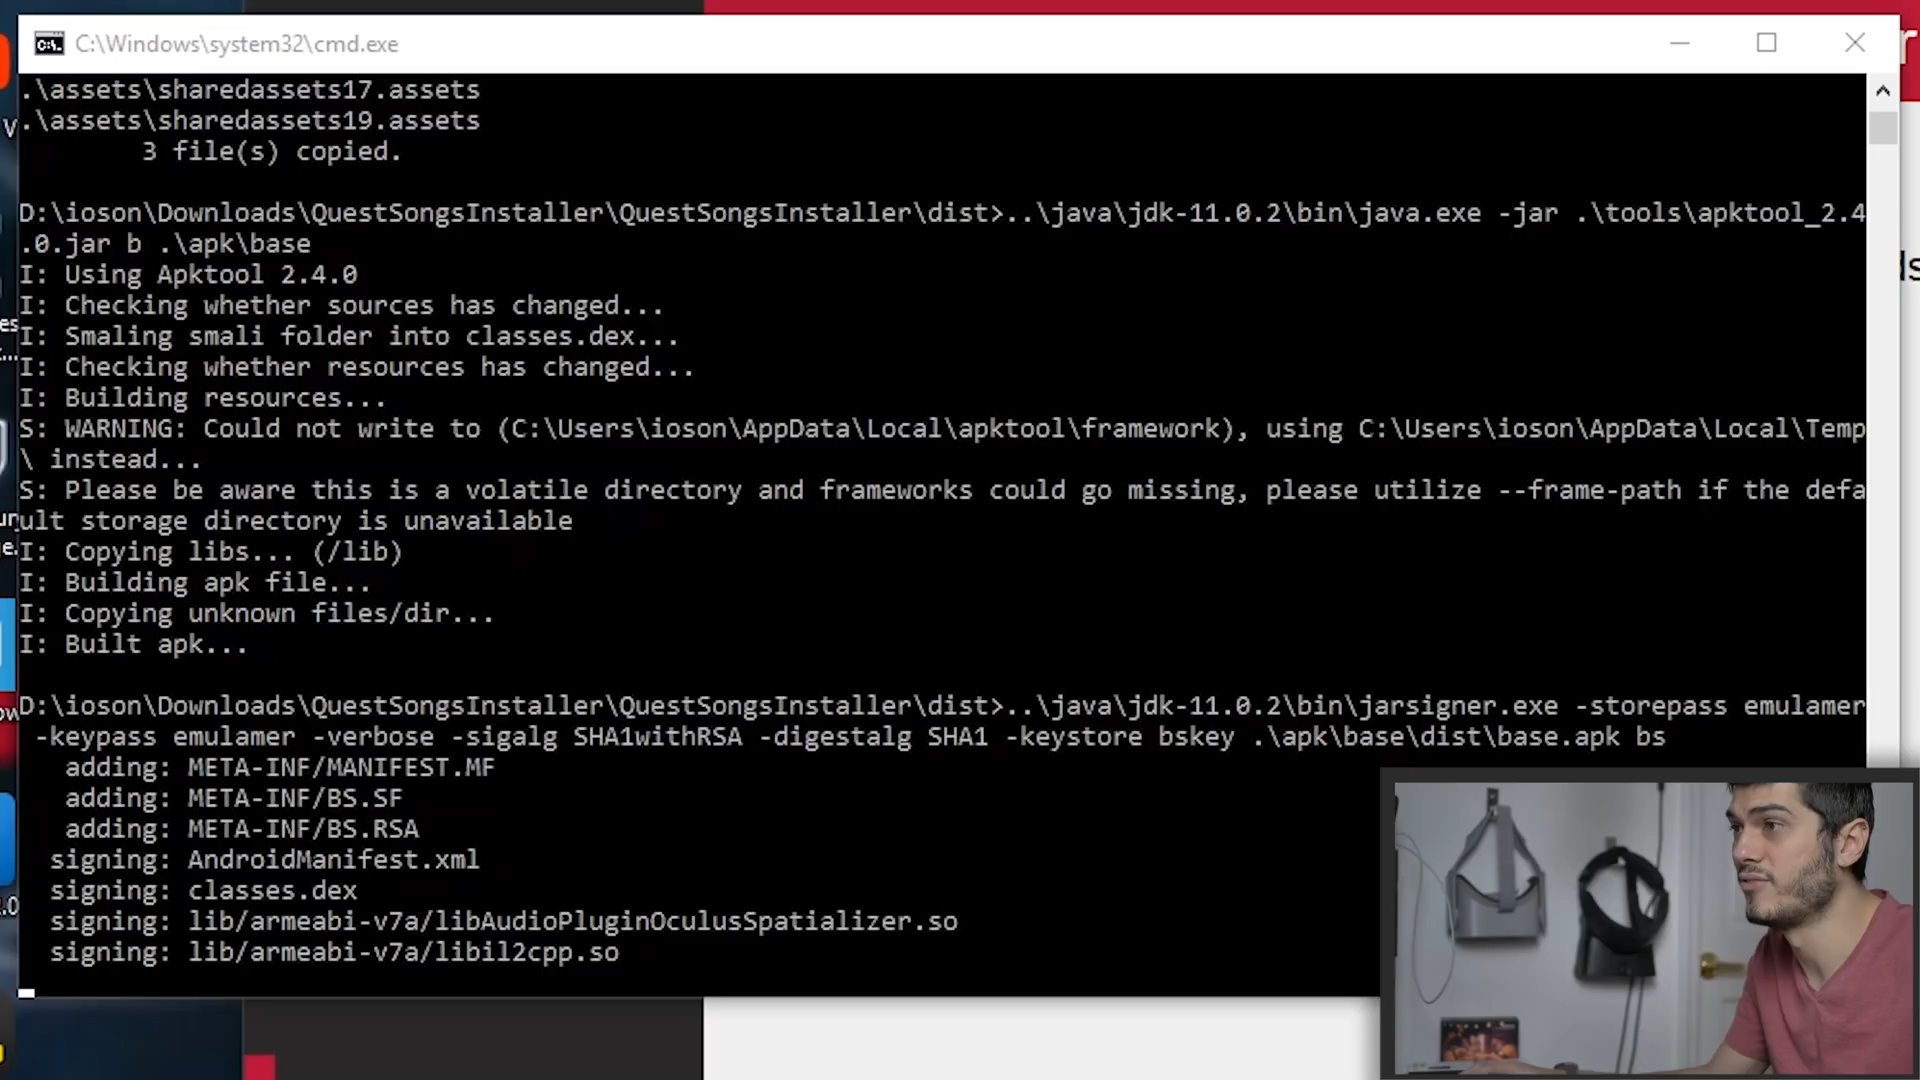 C:\Windows\system32\cmd.exe
.\assets\sharedassets17.assets
.\assets\sharedassets19.assets
3 file(s) copied.
D:\ioson\Downloads\QuestSongsInstaller\QuestSongsInstaller\dist>..\java\jdk-11.0.2\bin\java.exe -jar .\tools\apktool_2.4
.0.jar b .\apk\base
I: Using Apktool 2.4.0
I: Checking whether sources has changed...
I: Smaling smali folder into classes.dex...
I: Checking whether resources has changed...
I: Building resources...
S: WARNING: Could not write to (C:\Users\ioson\AppData\Local\apktool\framework), using C:\Users\ioson\AppData\Local\Temp
\ instead...
S: Please be aware this is a volatile directory and frameworks could go missing, please utilize --frame-path if the defa
ult storage directory is unavailable
I: Copying libs... (/lib)
I: Building apk file...
I: Copying unknown files/dir...
I: Built apk...
D:\ioson\Downloads\QuestSongsInstaller\QuestSongsInstaller\dist>..\java\jdk-11.0.2\bin\jarsigner.exe -storepass emulamer
-keypass emulamer -verbose -sigalg SHA1withRSA -digestalg SHA1 -keystore bskey .\apk\base\dist\base.apk bs
adding: META-INF/MANIFEST.MF
adding: META-INF/BS.SF
adding: META-INF/BS.RSA
signing: AndroidManifest.xml
signing: classes.dex
signing: lib/armeabi-v7a/libAudioPluginOculusSpatializer.so
signing: lib/armeabi-v7a/libil2cpp.so